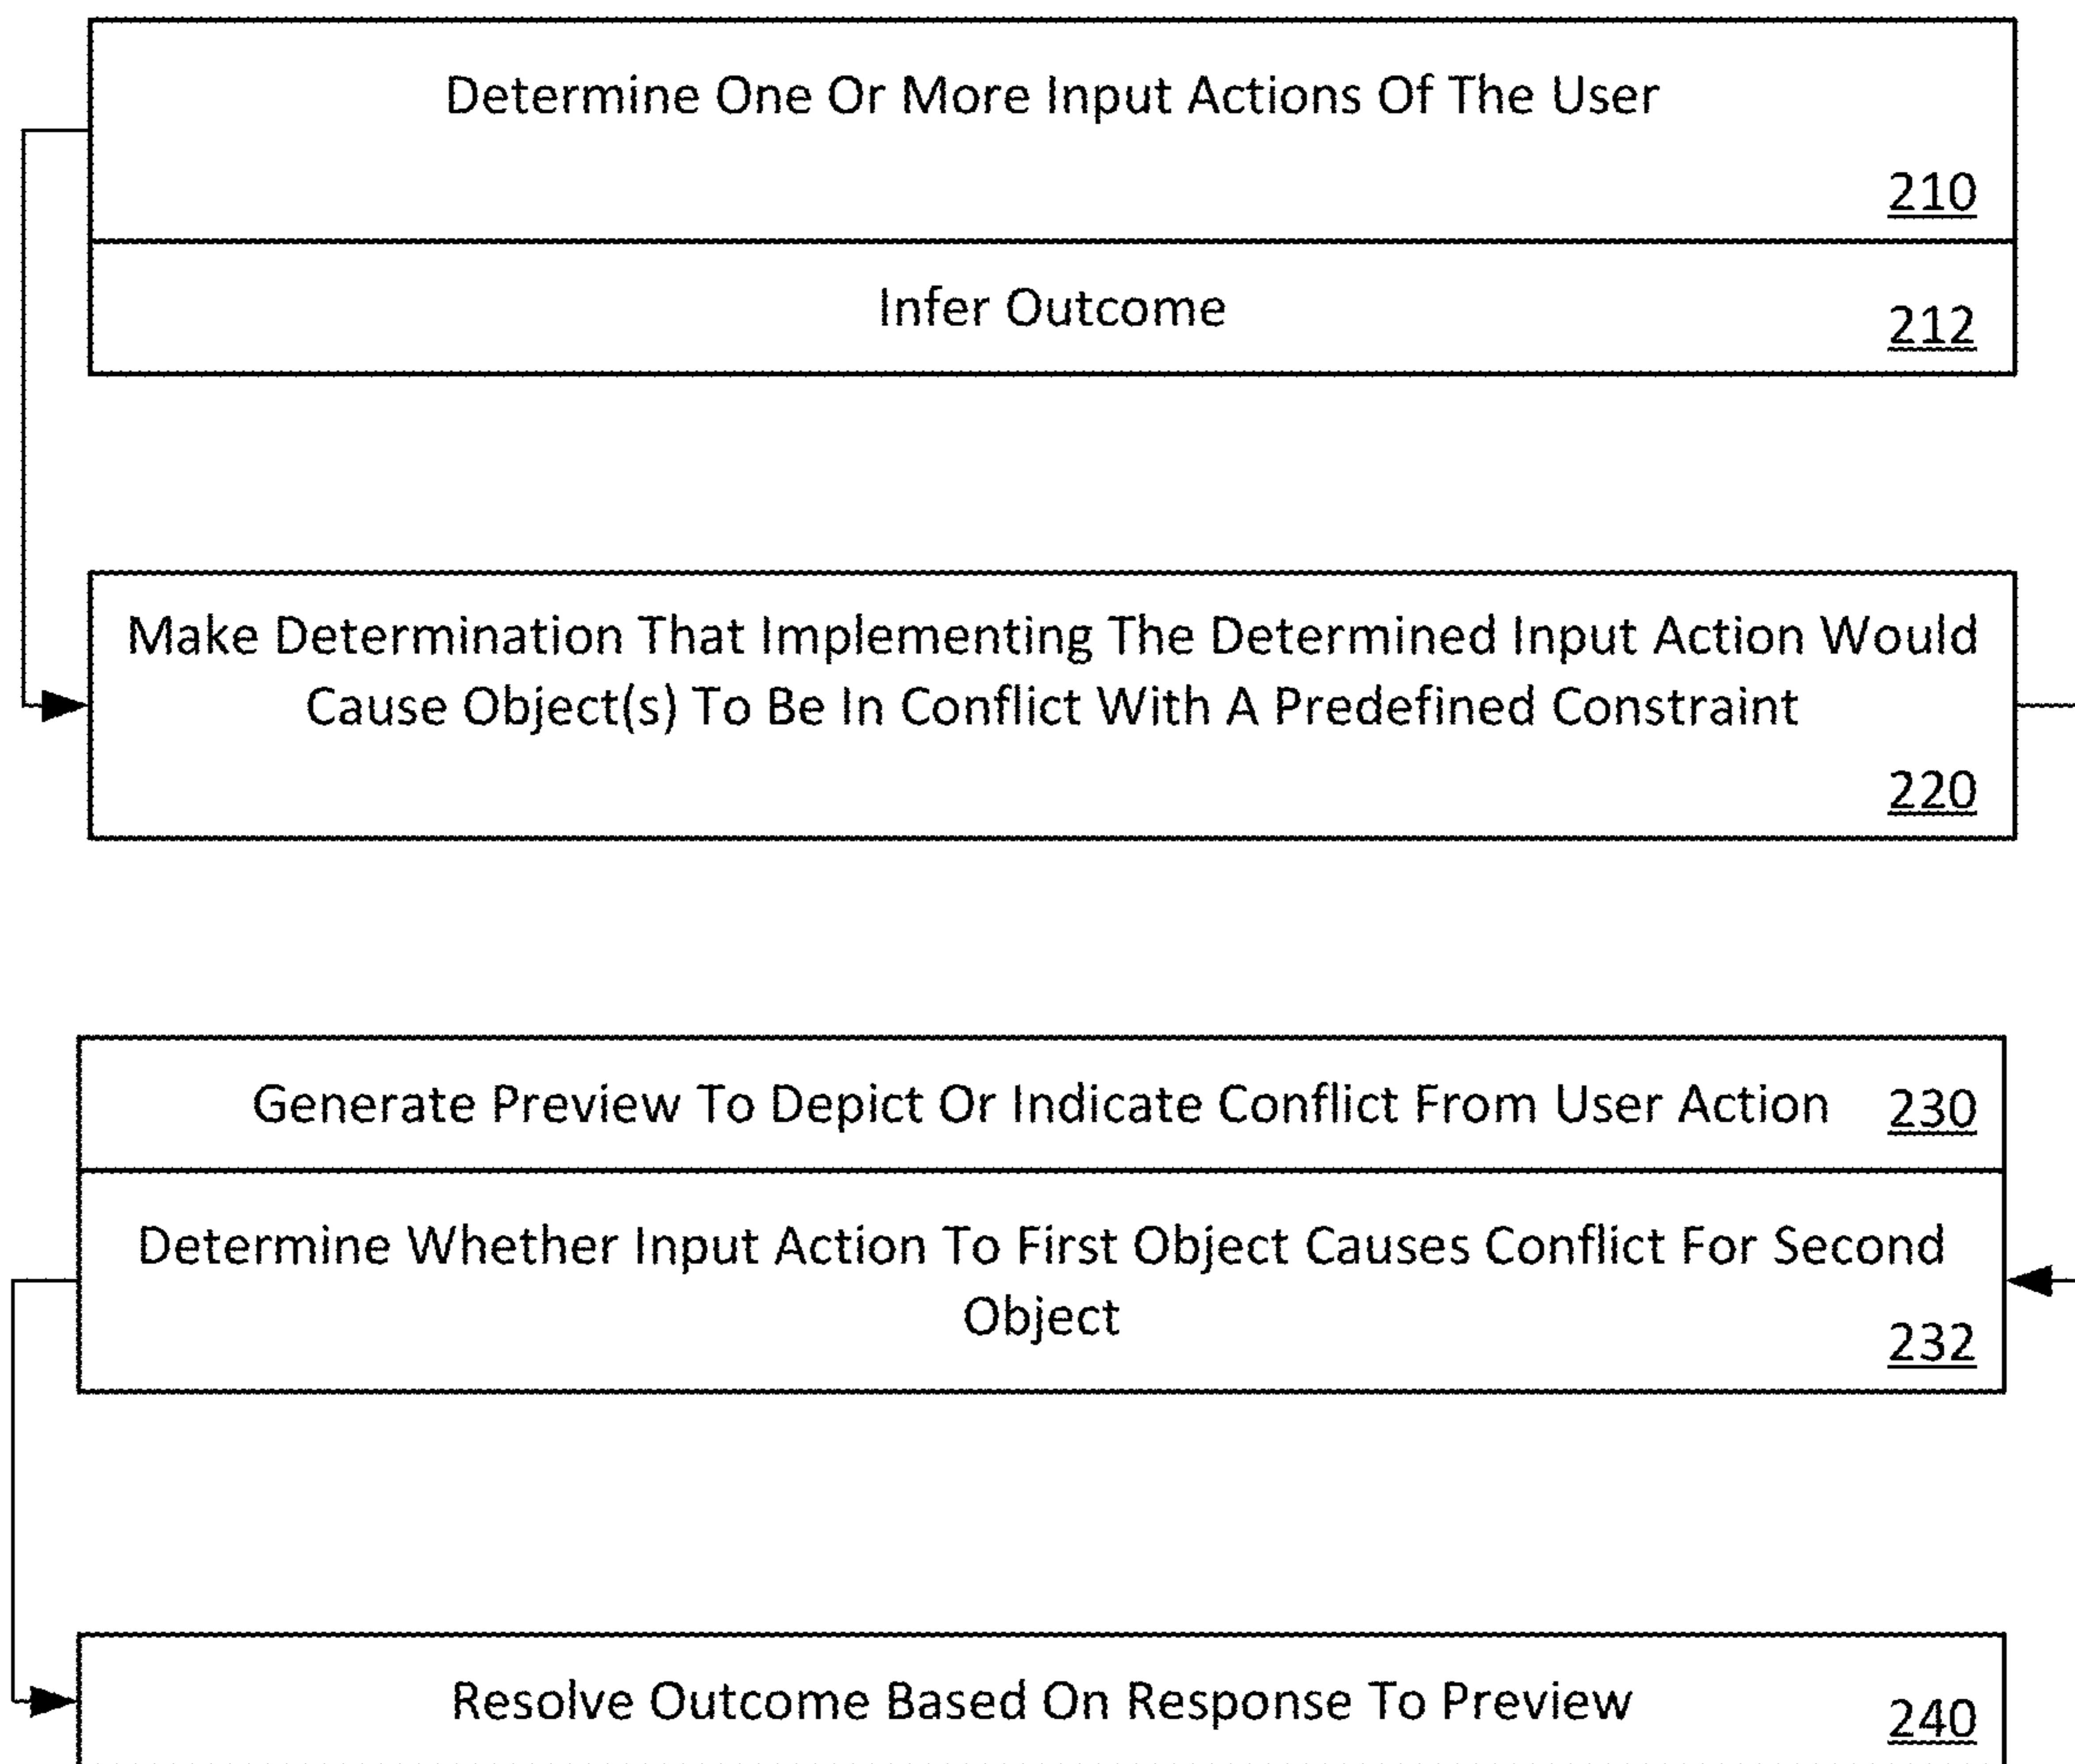 Determine One Or More Input Actions Of The User
210
Infer Outcome
212
Make Determination That Implementing The Determined Input Action Would
Cause Object(s) To Be In Conflict With A Predefined Constraint
220
Generate Preview To Depict Or Indicate Conflict From User Action 230
Determine Whether Input Action To First Object Causes Conflict For Second
Object
232
Resolve Outcome Based On Response To Preview
240